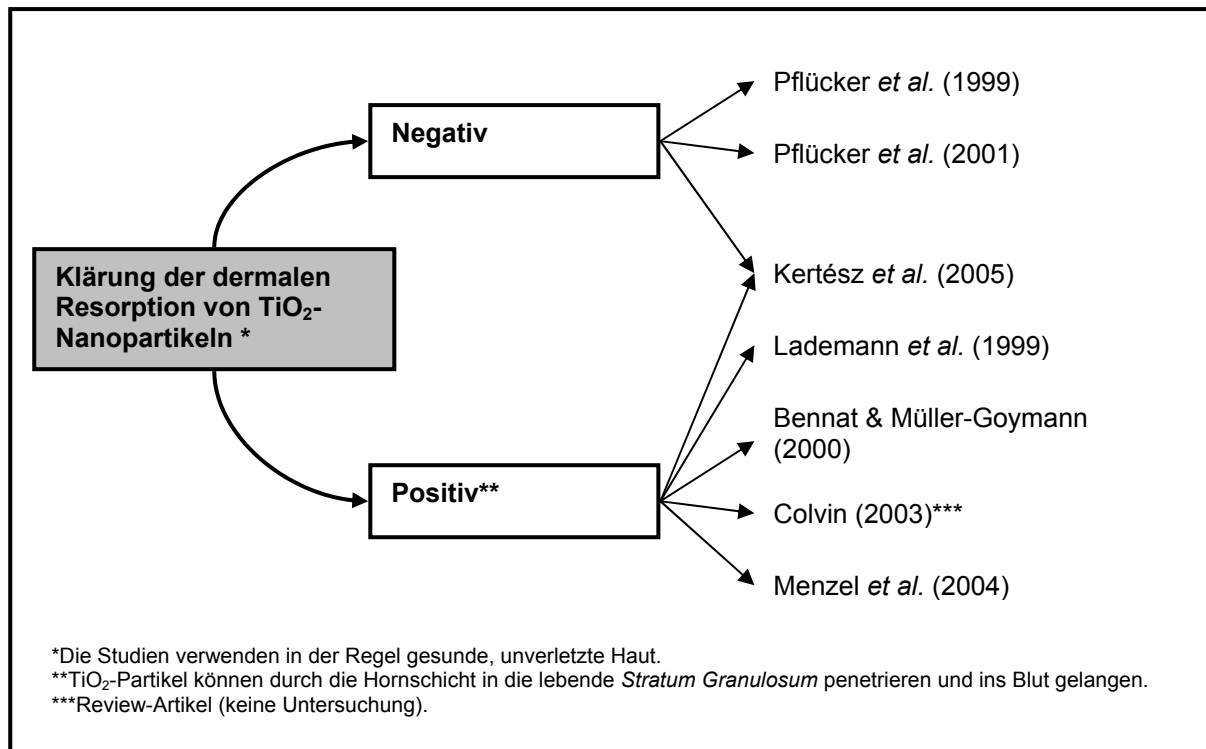 Negativ
Pflücker et al. (1999)
Pflücker et al. (2001)
Klärung der dermalen
Resorption von TiO₂-
Nanopartikeln *
Kertész et al. (2005)
Lademann et al. (1999)
Bennat & Müller-Goymann
(2000)
Positiv**
Colvin (2003)***
Menzel et al. (2004)
*Die Studien verwenden in der Regel gesunde, unverletzte Haut.
**TiO₂-Partikel können durch die Hornschicht in die lebende Stratum Granulosum penetrieren und ins Blut gelangen.
***Review-Artikel (keine Untersuchung).